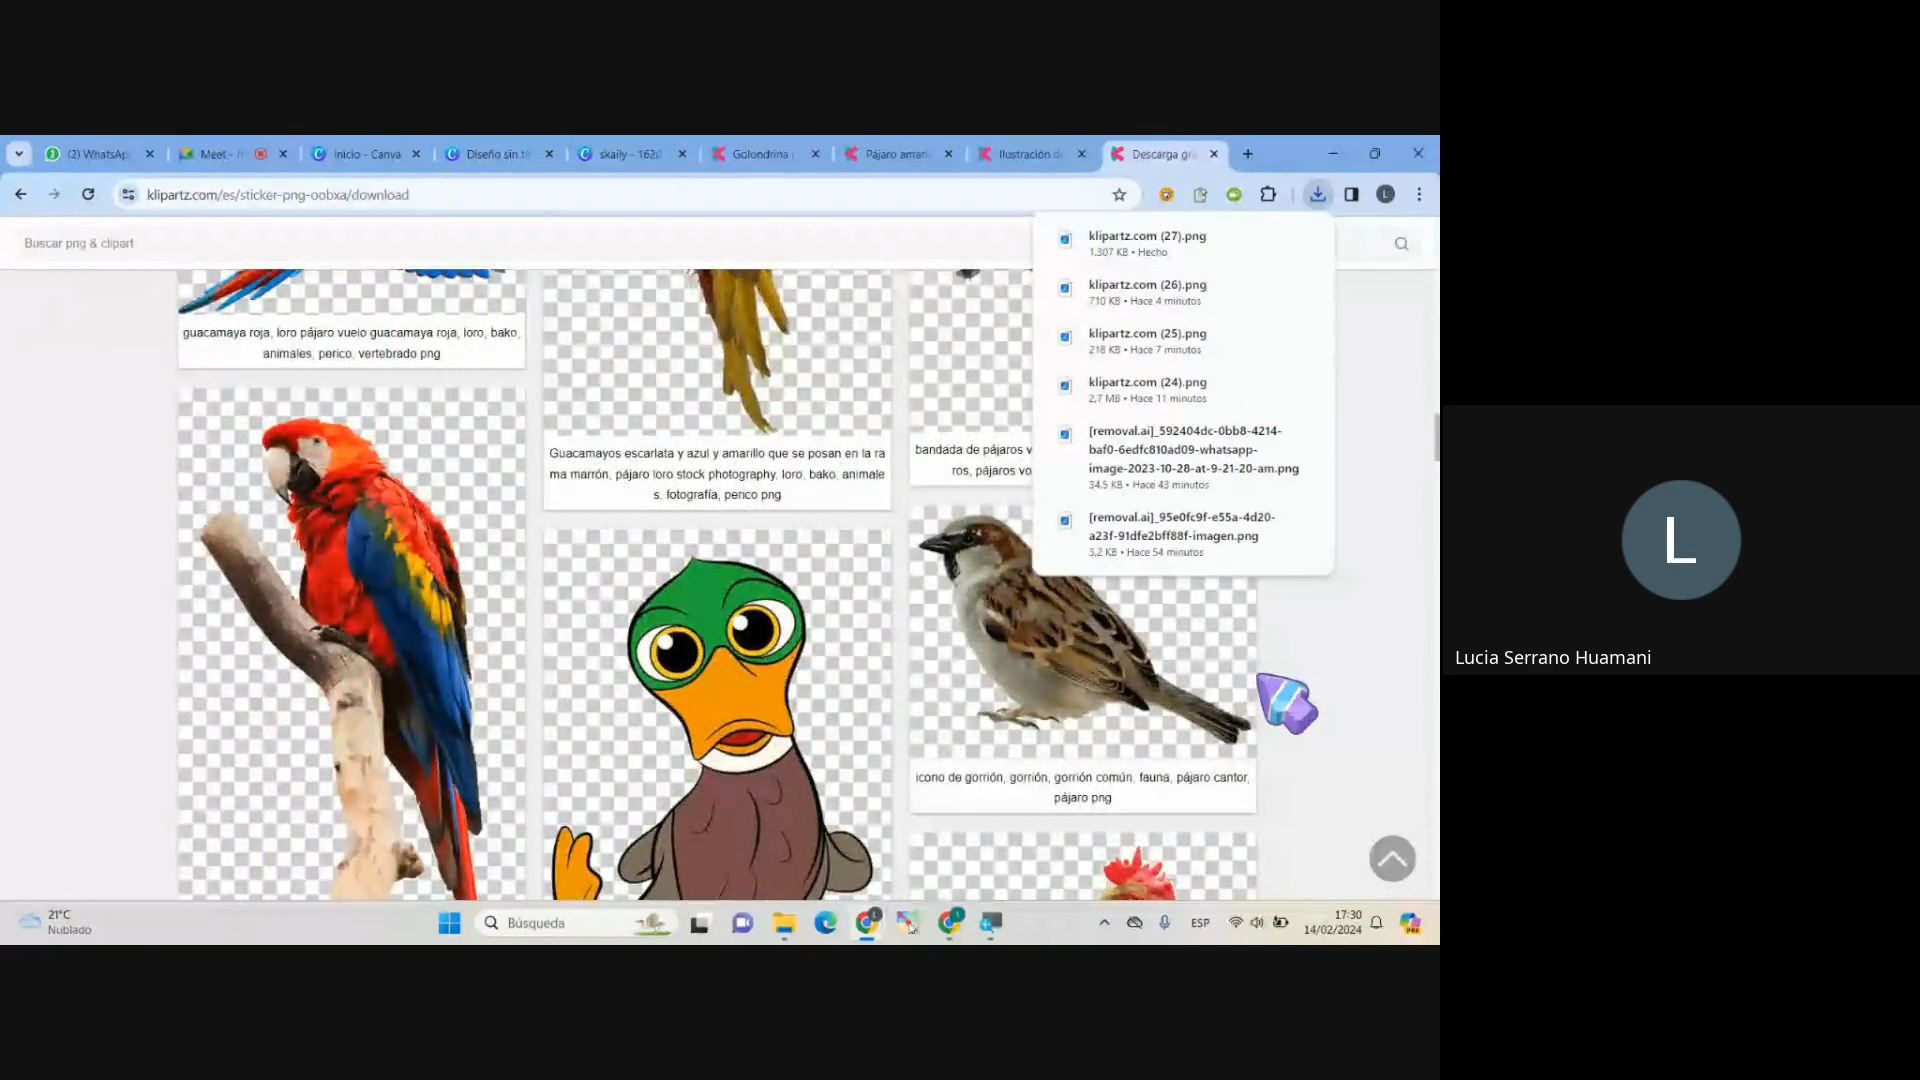 (2) WhatsAp
Meet -
Inicio - Canva
Diseño sin tí
skaily - 1620
Golondrina
Pájaro amari
Ilustración d
Descarga gra
klipartz.com/es/sticker-png-oobxa/download
L
Buscar png & clipart
klipartz.com (27).png
1.307 KB • Hecho
klipartz.com (26).png
710 KB • Hace 4 minutos
klipartz.com (25).png
218 KB • Hace 7 minutos
klipartz.com (24).png
2,7 MB • Hace 11 minutos
[removal.ai]_592404dc-0bb8-4214-
baf0-6edfc810ad09-whatsapp-
image-2023-10-28-at-9-21-20-am.png
34.5 KB • Hace 43 minutos
[removal.ai]_95e0fc9f-e55a-4d20-
a23f-91dfe2bff88f-imagen.png
3.2 KB • Hace 54 minutos
guacamaya roja, loro pájaro vuelo guacamaya roja, loro, bako,
animales, perico, vertebrado png
Guacamayos escarlata y azul y amarillo que se posan en la ra
ma marrón, pájaro loro stock photography, loro, bako, animale
s, fotografía, perico png
bandada de pájaros v
ros, pájaros vo
icono de gorrión, gorrión, gorrión común, fauna, pájaro cantor,
pájaro png
L
Lucia Serrano Huamani
21°C
Nublado
Búsqueda
ESP
17:30
14/02/2024
PRE